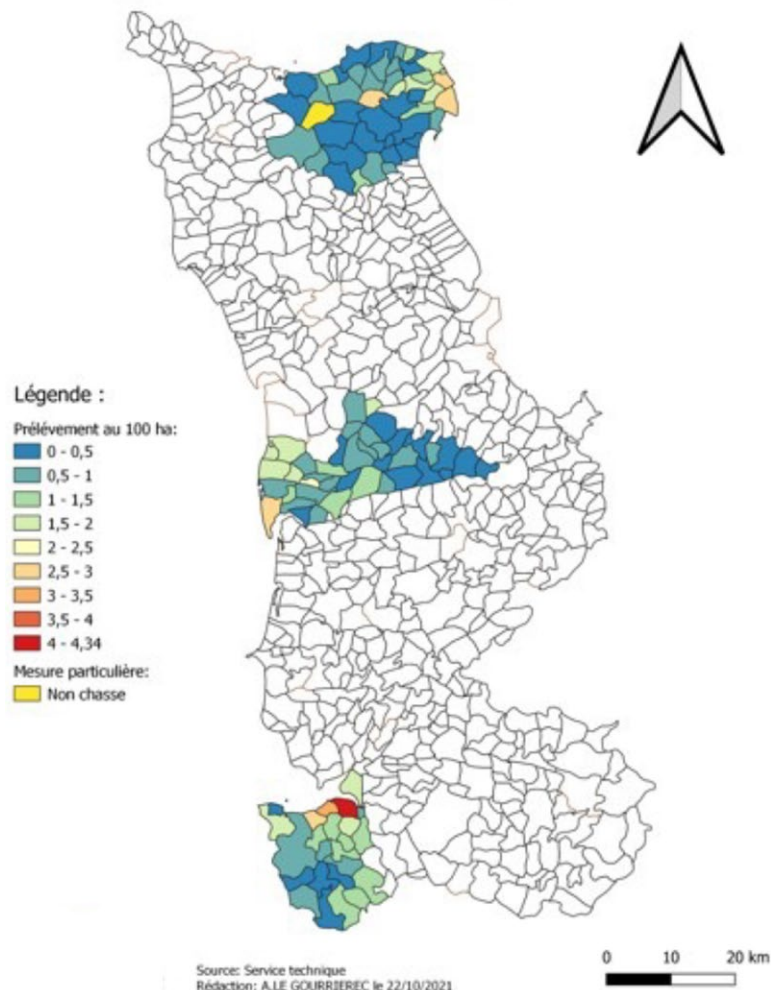 Légende :
Prélévement au 100 ha:
0 - 0,5
0,5 - 1
1 - 1,5
1,5 - 2
2 - 2,5
2,5 - 3
3 - 3,5
3,5 - 4
4 - 4,34
Mesure particulière:
Non chasse
0 10 20 km
Source: Service technique
Rédaction: A.LE GOURRIEREC le 22/10/2021